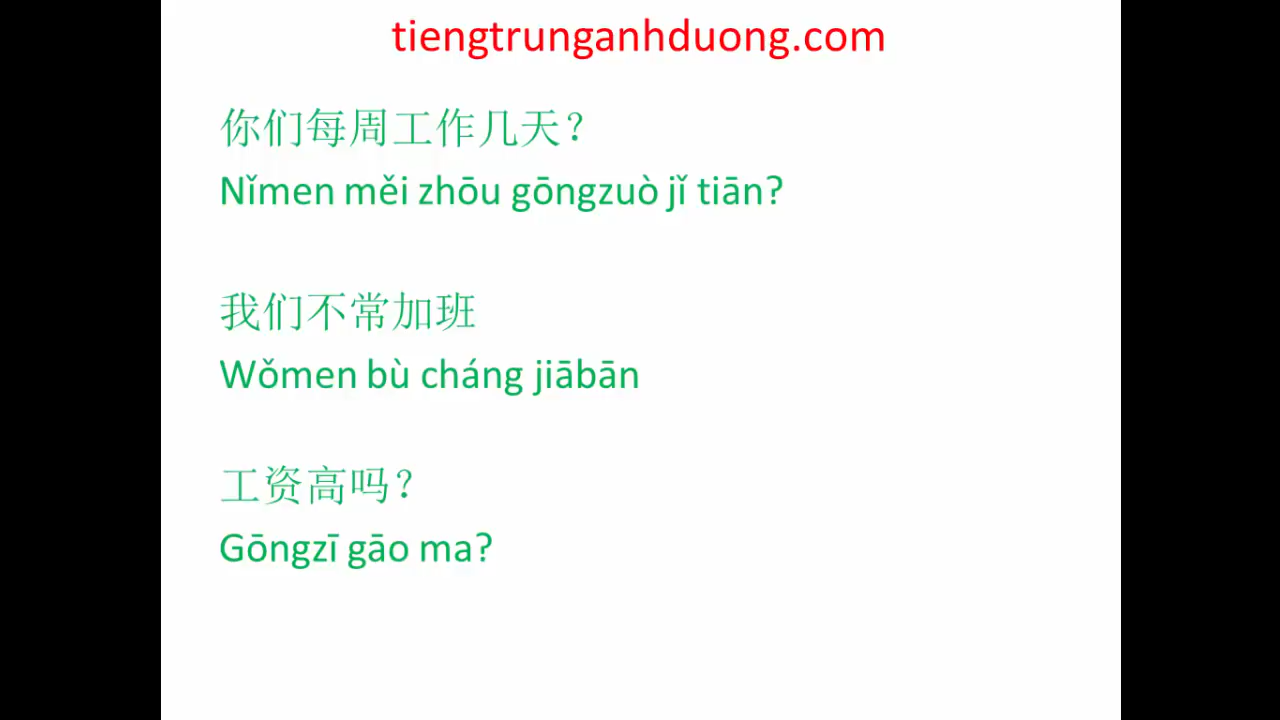 tiengtrunganhduong.com
你们每周工作几天？
Nǐmen měi zhōu gōngzuò jǐ tiān?
我们不常加班
Wǒmen bù cháng jiābān
工资高吗？
Gōngzī gāo ma?